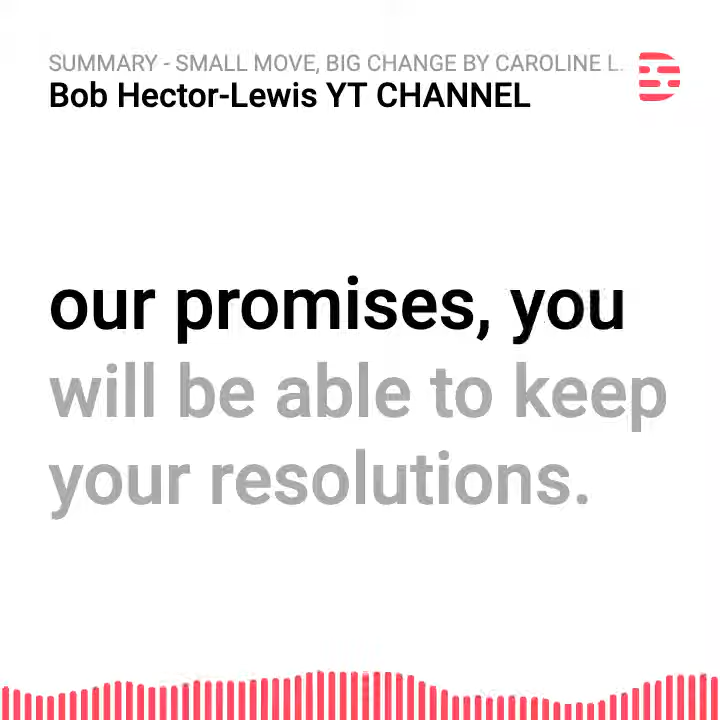 SUMMARY - SMALL MOVE, BIG CHANGE BY CAROLINE L.
Bob Hector-Lewis YT CHANNEL
our promises, you
will be able to keep
your resolutions.